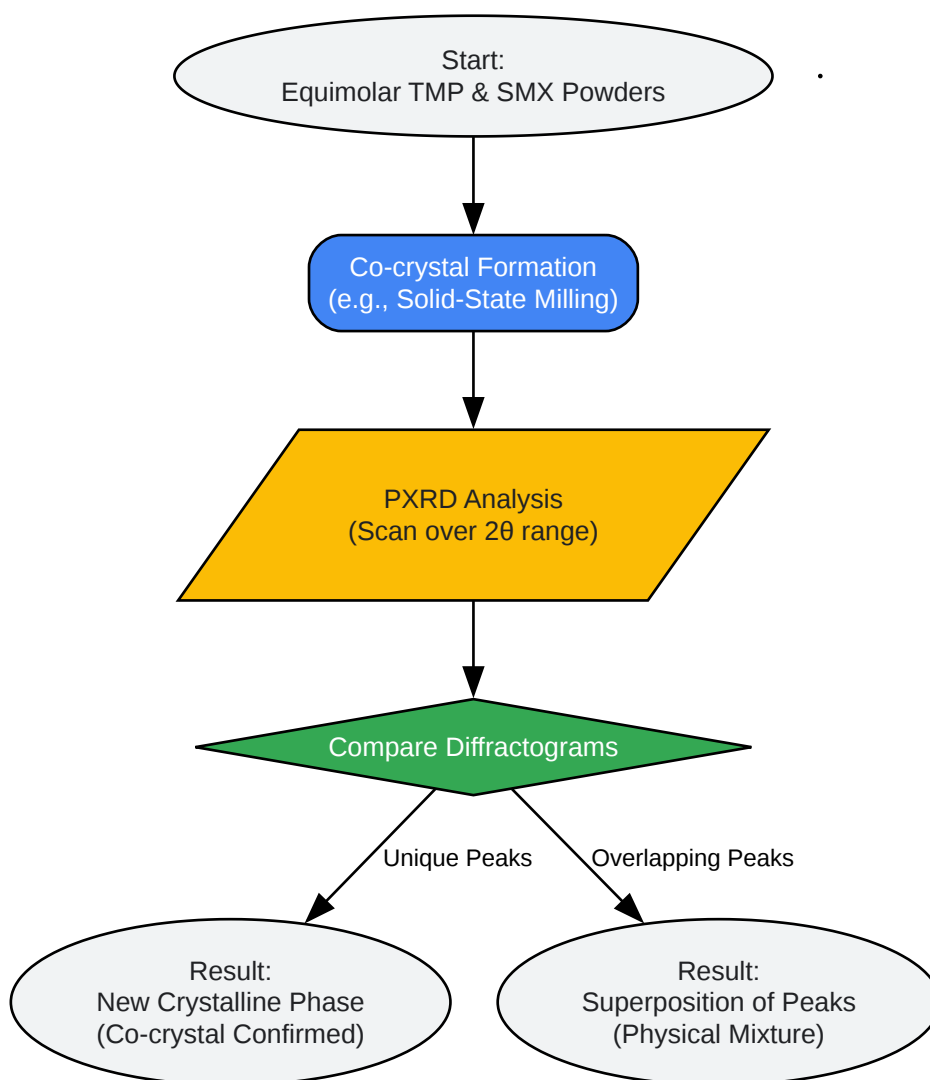 Start:
Equimolar TMP & SMX Powders
Co-crystal Formation
(e.g., Solid-State Milling)
PXRD Analysis
(Scan over 2θ range)
Compare Diffractograms
Unique Peaks
Overlapping Peaks
Result:
New Crystalline Phase
(Co-crystal Confirmed)
Result:
Superposition of Peaks
(Physical Mixture)